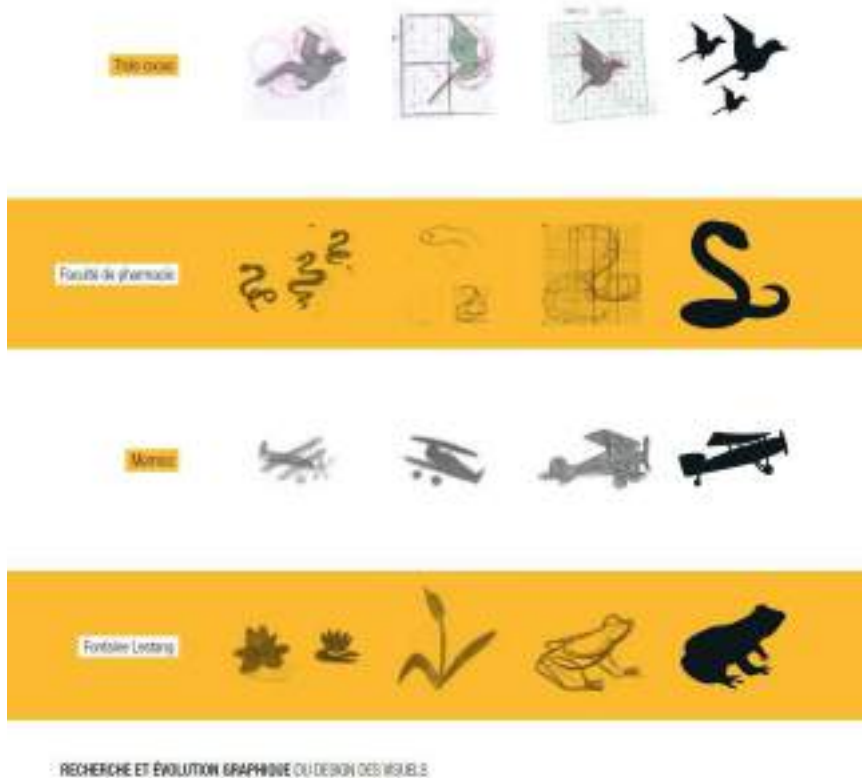 Trois cocus
Faculté de pharmacie
Mermoz
Fontaine Lestang
RECHERCHE ET ÉVOLUTION GRAPHIQUE DU DESIGN DES VISUELS